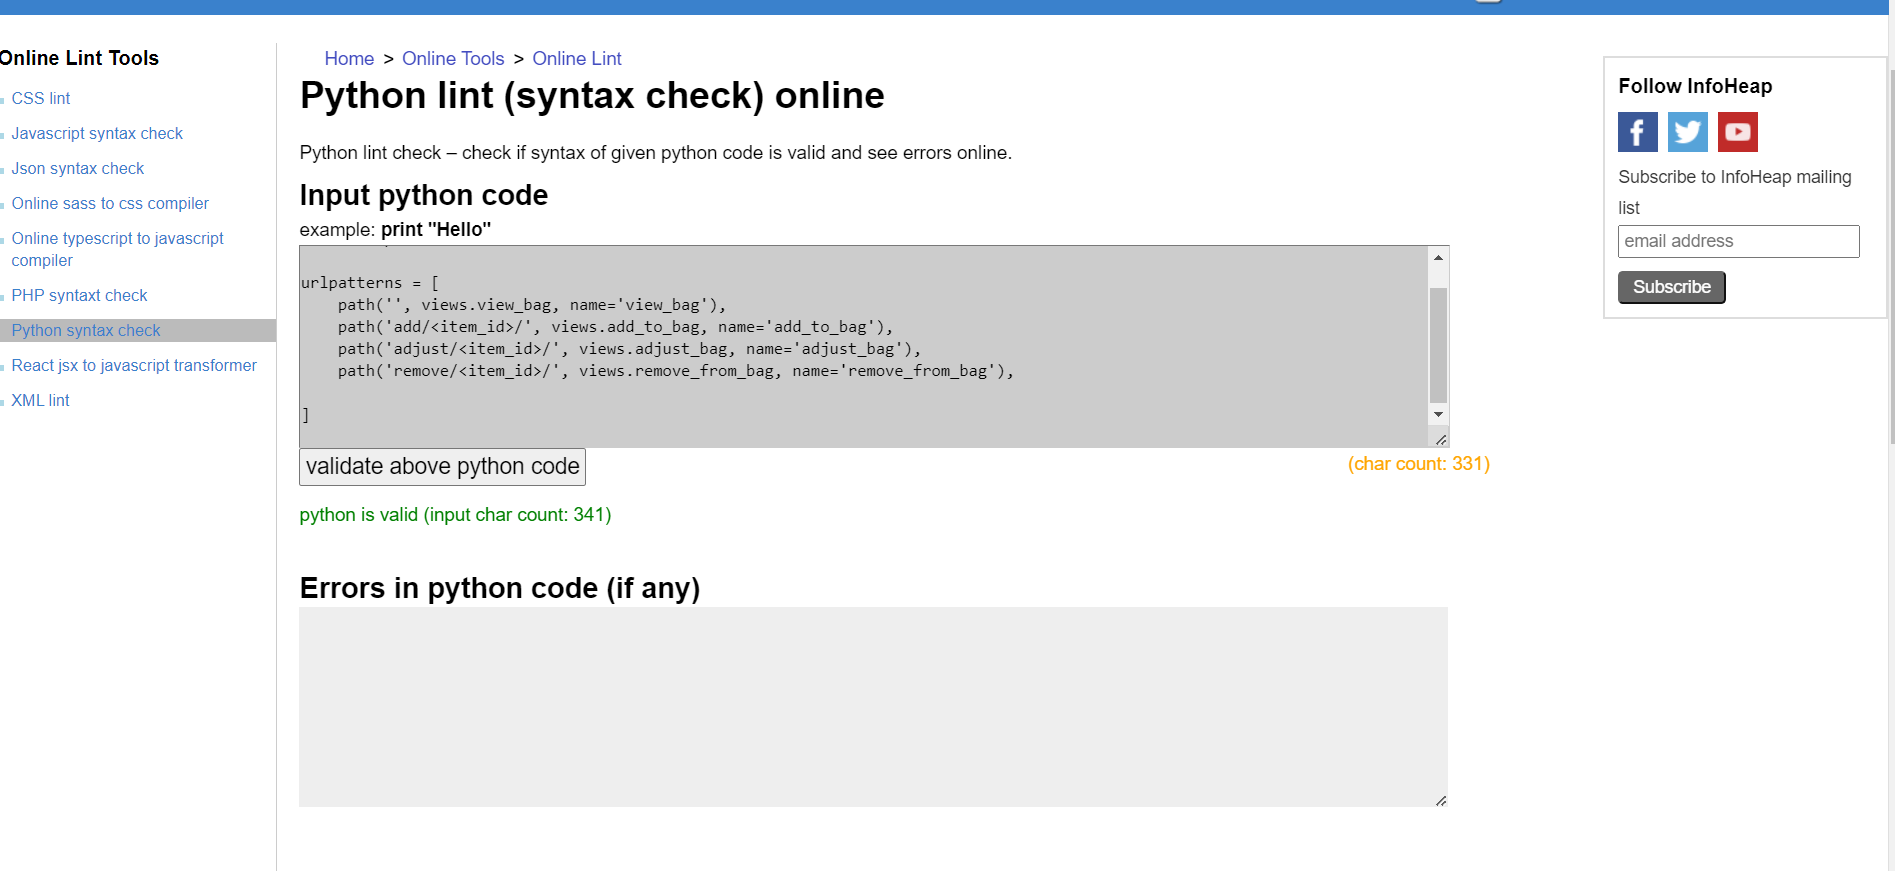 Online Lint Tools
CSS lint
Javascript syntax check
Json syntax check
Online sass to css compiler
Online typescript to javascript
compiler
PHP syntaxt check
Python syntax check
React jsx to javascript transformer
XML lint
Home > Online Tools > Online Lint
Python lint (syntax check) online
Python lint check – check if syntax of given python code is valid and see errors online.
Input python code
example: print "Hello"
urlpatterns = [
    path('', views.view_bag, name='view_bag'),
    path('add/<item_id>/', views.add_to_bag, name='add_to_bag'),
    path('adjust/<item_id>/', views.adjust_bag, name='adjust_bag'),
    path('remove/<item_id>/', views.remove_from_bag, name='remove_from_bag'),
]
validate above python code
(char count: 331)
python is valid (input char count: 341)
Errors in python code (if any)
Follow InfoHeap
Subscribe to InfoHeap mailing
list
email address
Subscribe